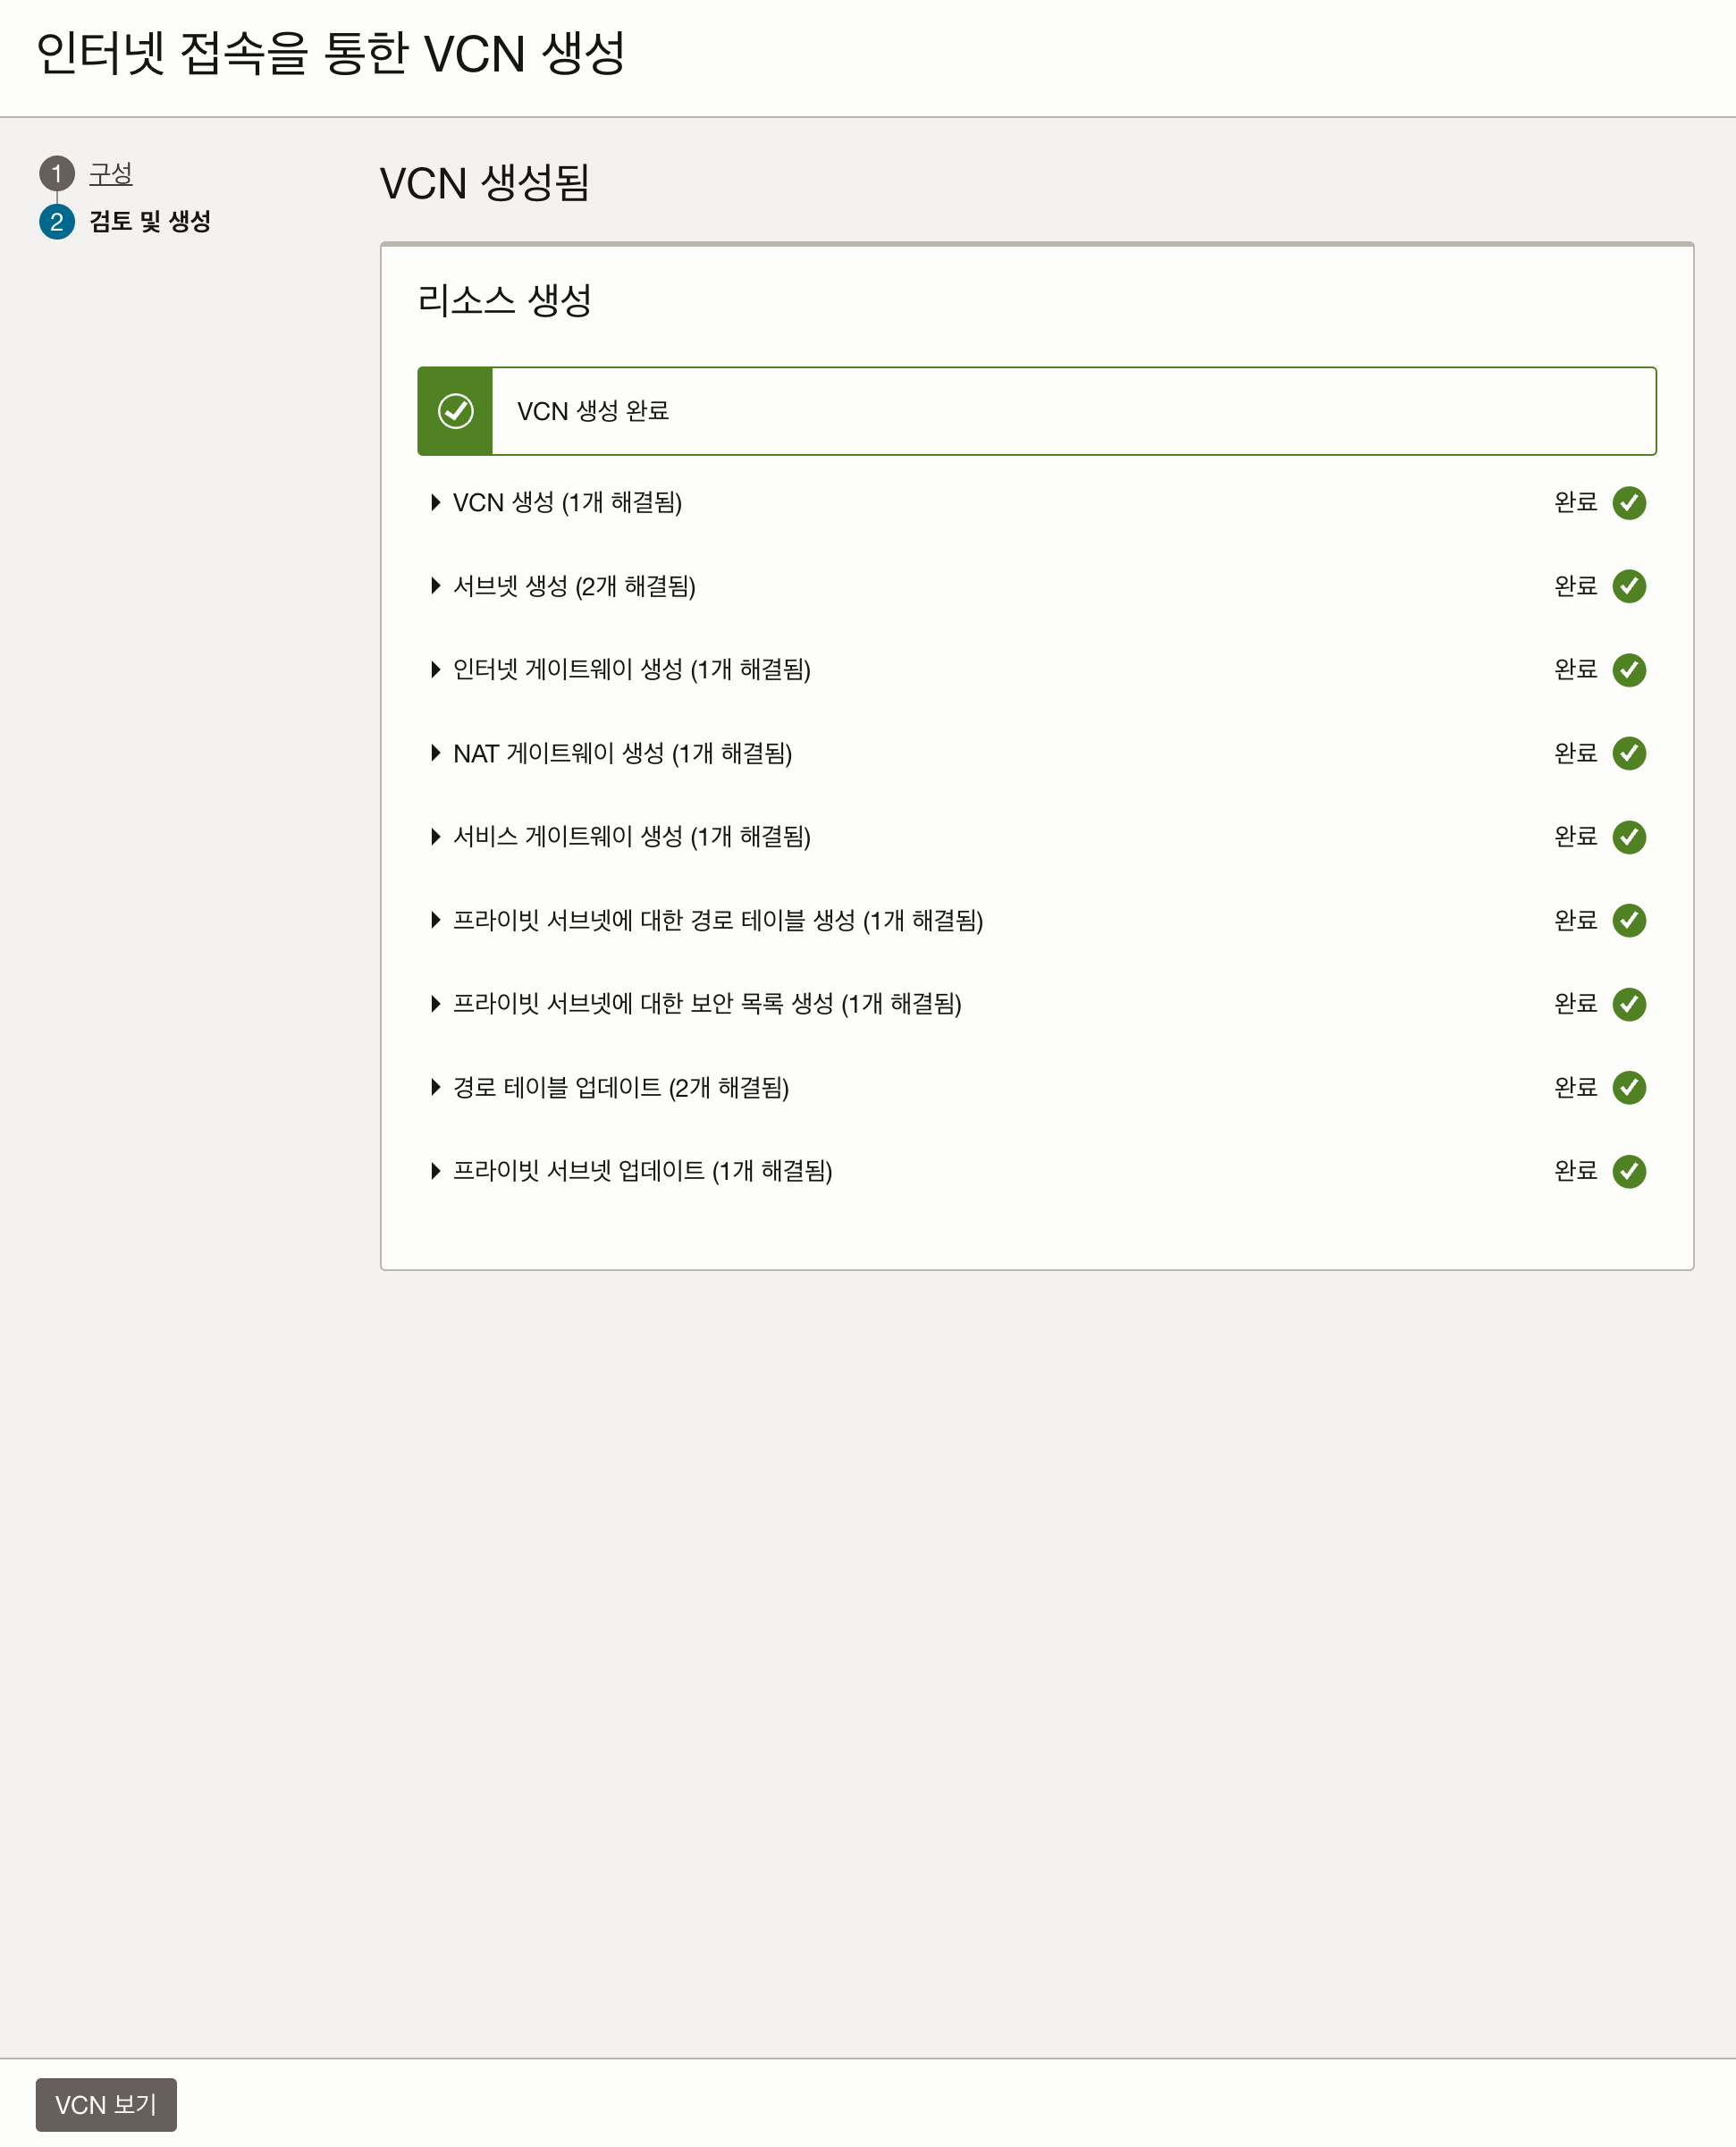 인터넷 접속을 통한 VCN 생성
1 구성
2 검토 및 생성
VCN 생성됨
리소스 생성
VCN 생성 완료
VCN 생성 (1개 해결됨) 완료
서브넷 생성 (2개 해결됨) 완료
인터넷 게이트웨이 생성 (1개 해결됨) 완료
NAT 게이트웨이 생성 (1개 해결됨) 완료
서비스 게이트웨이 생성 (1개 해결됨) 완료
프라이빗 서브넷에 대한 경로 테이블 생성 (1개 해결됨) 완료
프라이빗 서브넷에 대한 보안 목록 생성 (1개 해결됨) 완료
경로 테이블 업데이트 (2개 해결됨) 완료
프라이빗 서브넷 업데이트 (1개 해결됨) 완료
VCN 보기